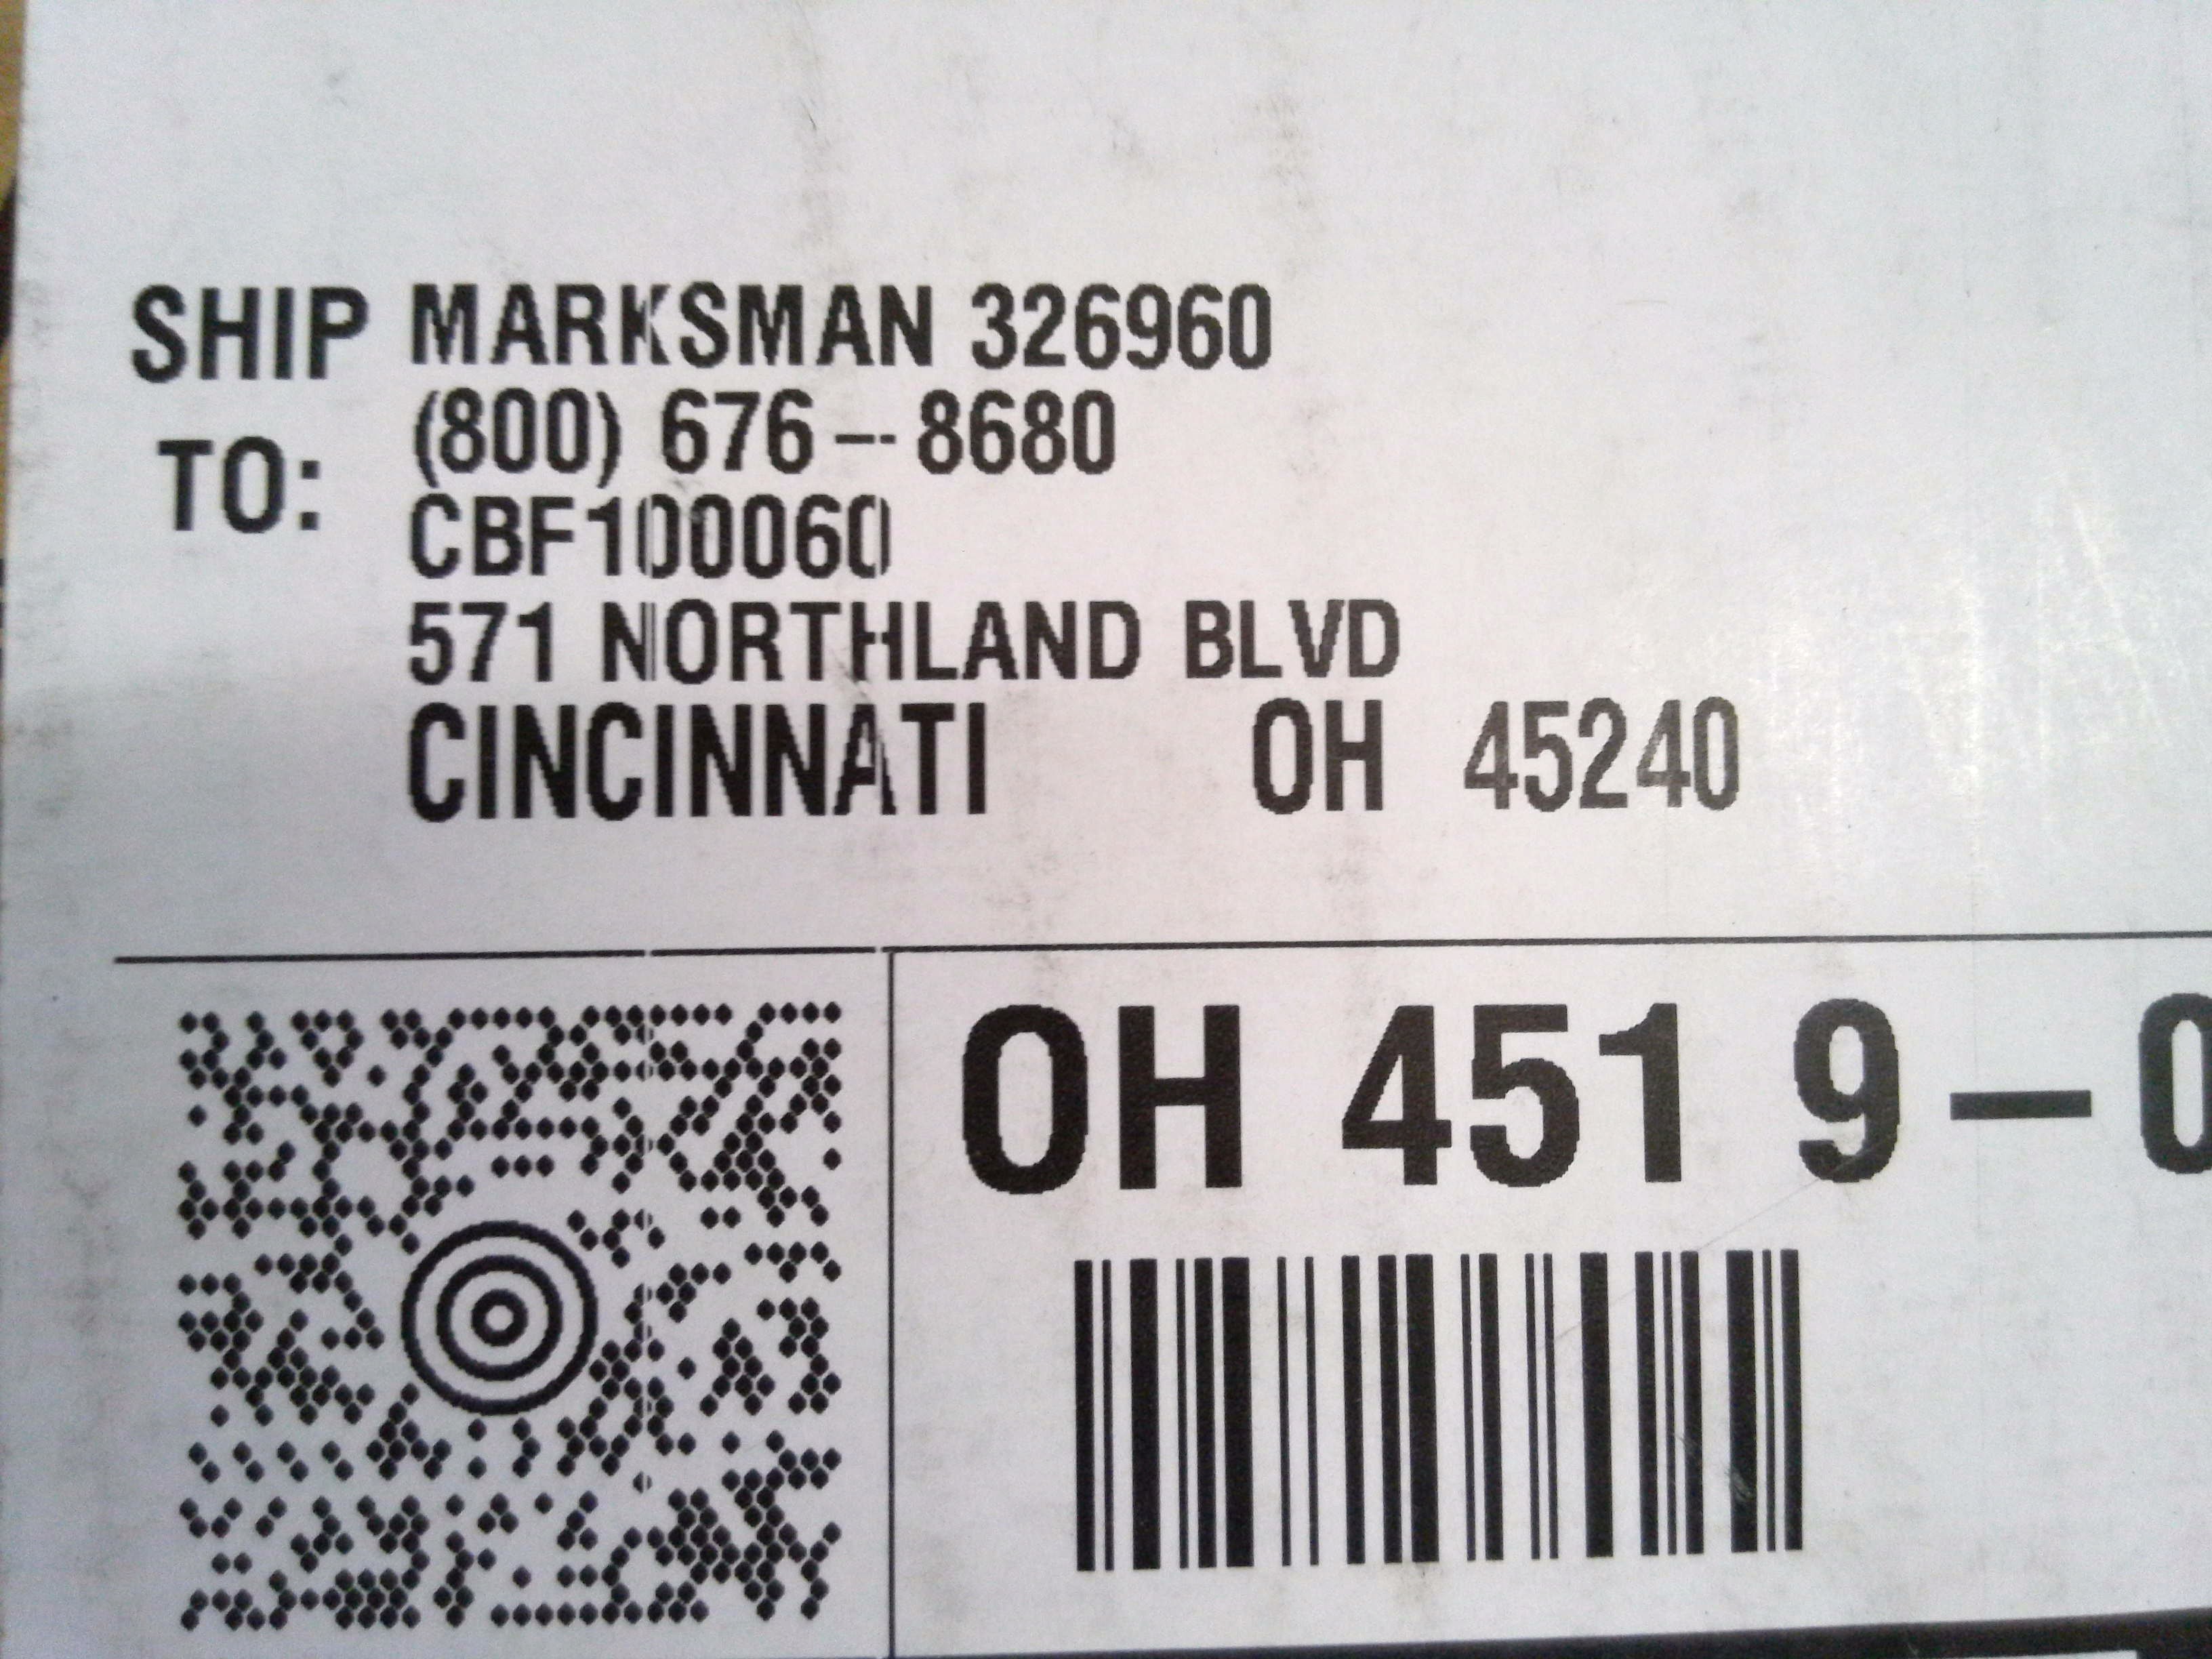 SHIP TO:
MARKSMAN 326960
(800) 676-8680
CBF100060
571 NORTHLAND BLVD
CINCINNATI OH 45240
OH 451 9-0